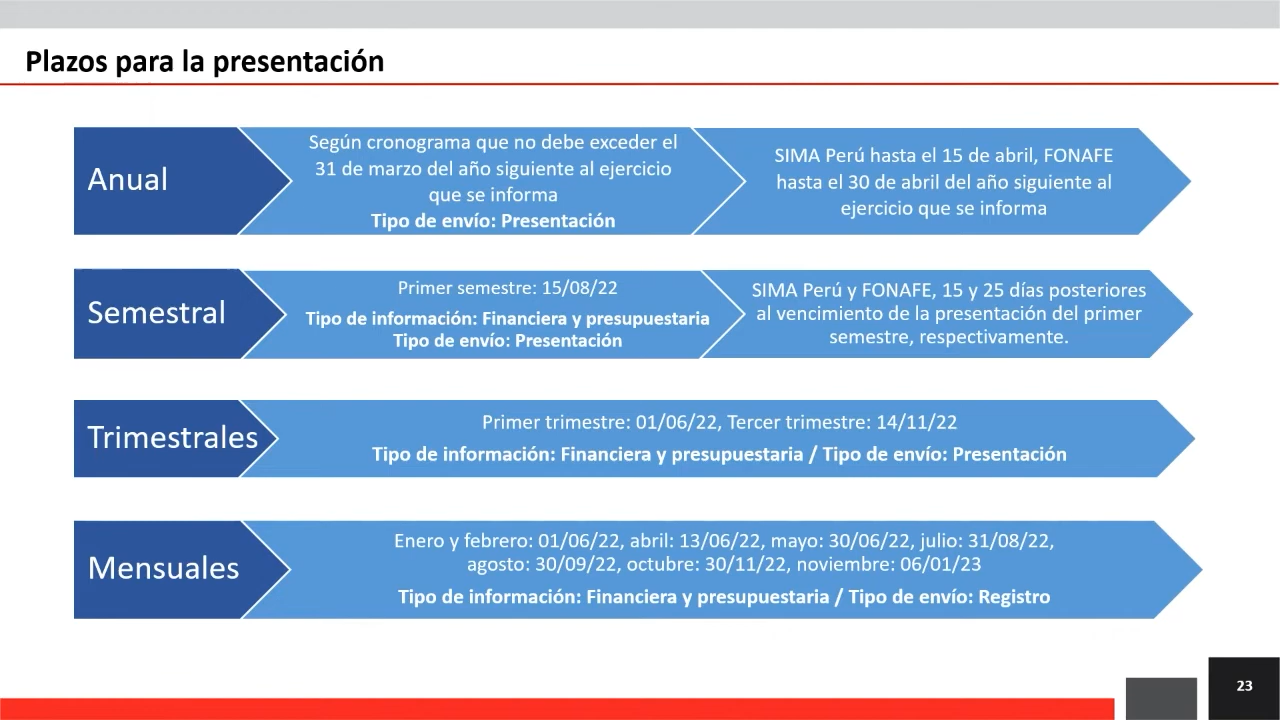 Plazos para la presentación
Anual
Según cronograma que no debe exceder el
31 de marzo del año siguiente al ejercicio
que se informa
Tipo de envío: Presentación
SIMA Perú hasta el 15 de abril, FONAFE
hasta el 30 de abril del año siguiente al
ejercicio que se informa
Semestral
Primer semestre: 15/08/22
Tipo de información: Financiera y presupuestaria
Tipo de envío: Presentación
SIMA Perú y FONAFE, 15 y 25 días posteriores
al vencimiento de la presentación del primer
semestre, respectivamente.
Trimestrales
Primer trimestre: 01/06/22, Tercer trimestre: 14/11/22
Tipo de información: Financiera y presupuestaria / Tipo de envío: Presentación
Mensuales
Enero y febrero: 01/06/22, abril: 13/06/22, mayo: 30/06/22, julio: 31/08/22,
agosto: 30/09/22, octubre: 30/11/22, noviembre: 06/01/23
Tipo de información: Financiera y presupuestaria / Tipo de envío: Registro
23